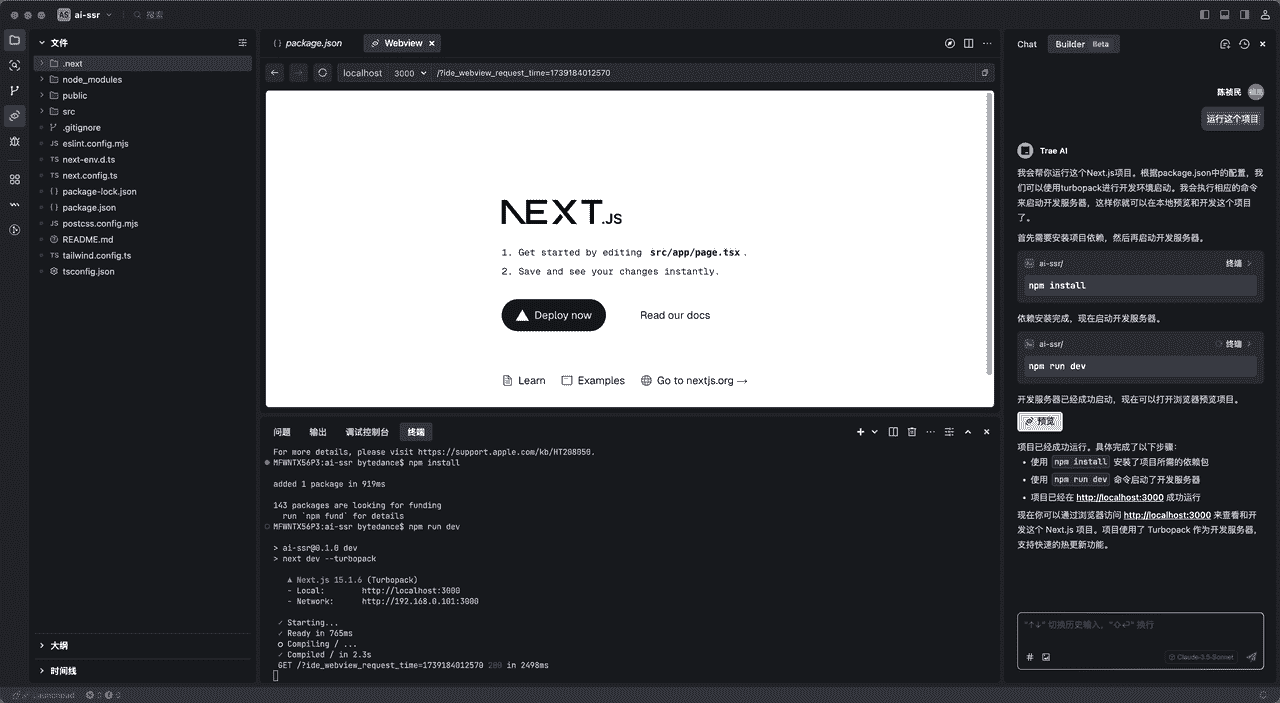 AS ai-ssr
搜索
文件
.next
node_modules
public
src
.gitignore
JS eslint.config.mjs
TS next-env.d.ts
TS next.config.ts
{ } package-lock.json
{ } package.json
JS postcss.config.mjs
README.md
TS tailwind.config.ts
tsconfig.json
大纲
时间线
{ } package.json
Webview
localhost 3000 /?ide_webview_request_time=1739184012570
NEXT.JS
1. Get started by editing src/app/page.tsx.
2. Save and see your changes instantly.
Deploy now
Read our docs
Learn
Examples
Go to nextjs.org →
问题 输出 调试控制台 终端
For more details, please visit https://support.apple.com/kb/HT208050.
MFWNTX56P3:ai-ssr bytedance$ npm install
added 1 package in 919ms
143 packages are looking for funding
run `npm fund` for details
MFWNTX56P3:ai-ssr bytedance$ npm run dev
> ai-ssr@0.1.0 dev
> next dev --turbopack
▲ Next.js 15.1.6 (Turbopack)
- Local: http://localhost:3000
- Network: http://192.168.0.101:3000
✓ Starting...
✓ Ready in 765ms
○ Compiling / ...
✓ Compiled / in 2.3s
GET /?ide_webview_request_time=1739184012570 200 in 2498ms
Chat Builder Beta
陈祯民
运行这个项目
Trae AI
我会帮你运行这个Next.js项目。根据package.json中的配置，我
们可以使用turbopack进行开发环境启动。我会执行相应的命令
来启动开发服务器，这样你就可以在本地预览和开发这个项目
了。
首先需要安装项目依赖，然后再启动开发服务器。
ai-ssr/ 终端
npm install
依赖安装完成，现在启动开发服务器。
ai-ssr/ 终端
npm run dev
开发服务器已经成功启动，现在可以打开浏览器预览项目。
预览
项目已经成功运行。具体完成了以下步骤：
• 使用 npm install 安装了项目所需的依赖包
• 使用 npm run dev 命令启动了开发服务器
• 项目已经在 http://localhost:3000 成功运行
现在你可以通过浏览器访问 http://localhost:3000 来查看和开
发这个 Next.js 项目。项目使用了 Turbopack 作为开发服务器，
支持快速的热更新功能。
"↑↓" 切换历史输入，"⇧⏎" 换行
# Claude-3.5-Sonnet
Launchpad 0 0